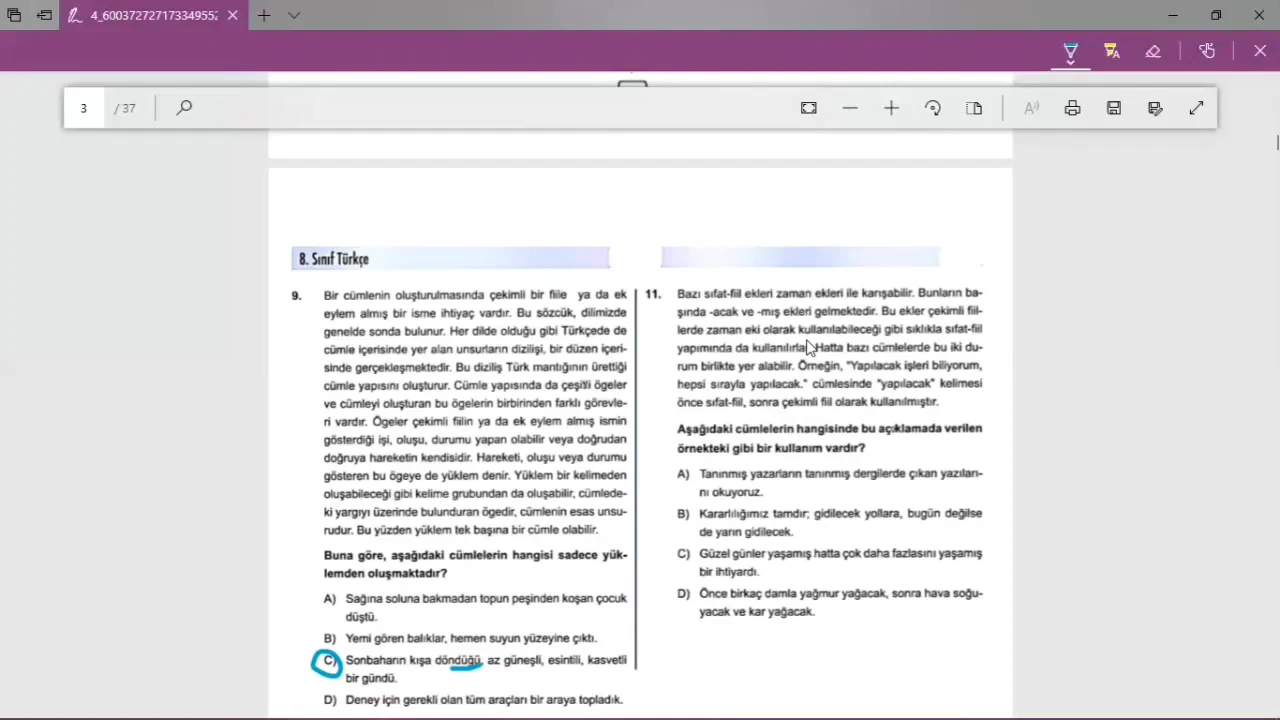 4_60037272717334955­2
3 / 37
8. Sınıf Türkçe
9. Bir cümlenin oluşturulmasında çekimli bir fiile ya da ek
eylem almış bir isme ihtiyaç vardır. Bu sözcük, dilimizde
genelde sonda bulunur. Her dilde olduğu gibi Türkçede de
cümle içerisinde yer alan unsurların dizilişi, bir düzen içeri-
sinde gerçekleşmektedir. Bu diziliş Türk mantığının ürettiği
cümle yapısını oluşturur. Cümle yapısında da çeşitli ögeler
ve cümleyi oluşturan bu ögelerin birbirinden farklı görevle-
ri vardır. Ögeler çekimli fiilin ya da ek eylem almış ismin
gösterdiği işi, oluşu, durumu yapan olabilir veya doğrudan
doğruya hareketin kendisidir. Hareketi, oluşu veya durumu
gösteren bu ögeye de yüklem denir. Yüklem bir kelimeden
oluşabileceği gibi kelime grubundan da oluşabilir, cümlede-
ki yargıyı üzerinde bulunduran ögedir, cümlenin esas unsu-
rudur. Bu yüzden yüklem tek başına bir cümle olabilir.
Buna göre, aşağıdaki cümlelerin hangisi sadece yük-
lemden oluşmaktadır?
A) Sağına soluna bakmadan topun peşinden koşan çocuk
düştü.
B) Yemi gören balıklar, hemen suyun yüzeyine çıktı.
C) Sonbaharın kışa döndüğü, az güneşli, esintili, kasvetli
bir gündü.
D) Deney için gerekli olan tüm araçları bir araya topladık.
11. Bazı sıfat-fiil ekleri zaman ekleri ile karışabilir. Bunların ba-
şında -acak ve -mış ekleri gelmektedir. Bu ekler çekimli fiil-
lerde zaman eki olarak kullanılabileceği gibi sıklıkla sıfat-fiil
yapımında da kullanılırlar. Hatta bazı cümlelerde bu iki du-
rum birlikte yer alabilir. Örneğin, "Yapılacak işleri biliyorum,
hepsi sırayla yapılacak." cümlesinde "yapılacak" kelimesi
önce sıfat-fiil, sonra çekimli fiil olarak kullanılmıştır.
Aşağıdaki cümlelerin hangisinde bu açıklamada verilen
örnekteki gibi bir kullanım vardır?
A) Tanınmış yazarların tanınmış dergilerde çıkan yazıları-
nı okuyoruz.
B) Kararlılığımız tamdır; gidilecek yollara, bugün değilse
de yarın gidilecek.
C) Güzel günler yaşamış hatta çok daha fazlasını yaşamış
bir ihtiyardı.
D) Önce birkaç damla yağmur yağacak, sonra hava soğu-
yacak ve kar yağacak.